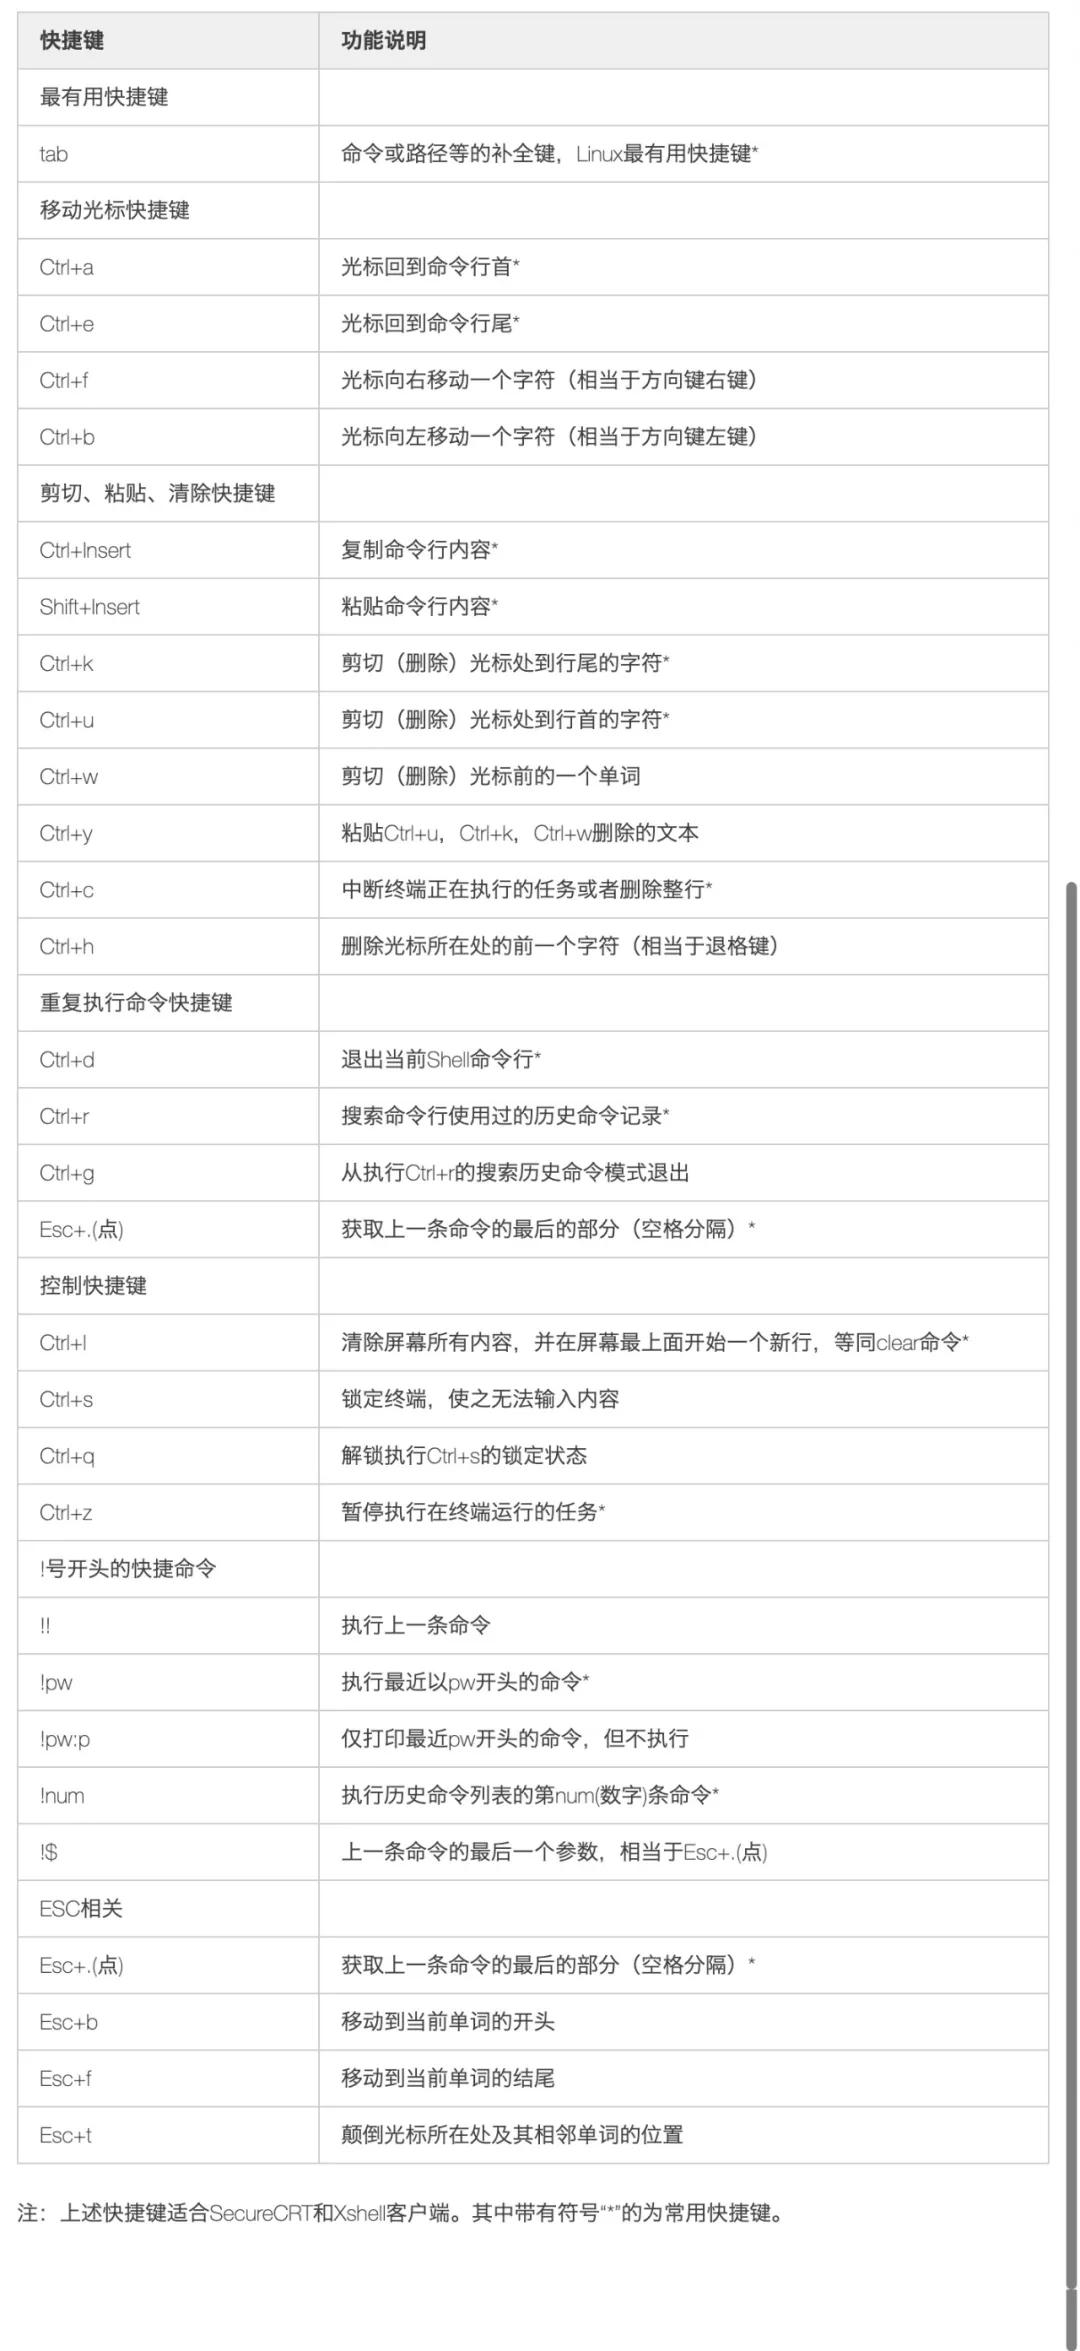 快捷键 功能说明
最有用快捷键
tab 命令或路径等的补全键，Linux最有用快捷键*
移动光标快捷键
Ctrl+a 光标回到命令行首*
Ctrl+e 光标回到命令行尾*
Ctrl+f 光标向右移动一个字符（相当于方向键右键）
Ctrl+b 光标向左移动一个字符（相当于方向键左键）
剪切、粘贴、清除快捷键
Ctrl+Insert 复制命令行内容*
Shift+Insert 粘贴命令行内容*
Ctrl+k 剪切（删除）光标处到行尾的字符*
Ctrl+u 剪切（删除）光标处到行首的字符*
Ctrl+w 剪切（删除）光标前的一个单词
Ctrl+y 粘贴Ctrl+u，Ctrl+k，Ctrl+w删除的文本
Ctrl+c 中断终端正在执行的任务或者删除整行*
Ctrl+h 删除光标所在处的前一个字符（相当于退格键）
重复执行命令快捷键
Ctrl+d 退出当前Shell命令行*
Ctrl+r 搜索命令行使用过的历史命令记录*
Ctrl+g 从执行Ctrl+r的搜索历史命令模式退出
Esc+.(点) 获取上一条命令的最后的部分（空格分隔）*
控制快捷键
Ctrl+l 清除屏幕所有内容，并在屏幕最上面开始一个新行，等同clear命令*
Ctrl+s 锁定终端，使之无法输入内容
Ctrl+q 解锁执行Ctrl+s的锁定状态
Ctrl+z 暂停执行在终端运行的任务*
!号开头的快捷命令
!! 执行上一条命令
!pw 执行最近以pw开头的命令*
!pw:p 仅打印最近pw开头的命令，但不执行
!num 执行历史命令列表的第num(数字)条命令*
!$ 上一条命令的最后一个参数，相当于Esc+.(点)
ESC相关
Esc+.(点) 获取上一条命令的最后的部分（空格分隔）*
Esc+b 移动到当前单词的开头
Esc+f 移动到当前单词的结尾
Esc+t 颠倒光标所在处及其相邻单词的位置
注：上述快捷键适合SecureCRT和Xshell客户端。其中带有符号“*”的为常用快捷键。